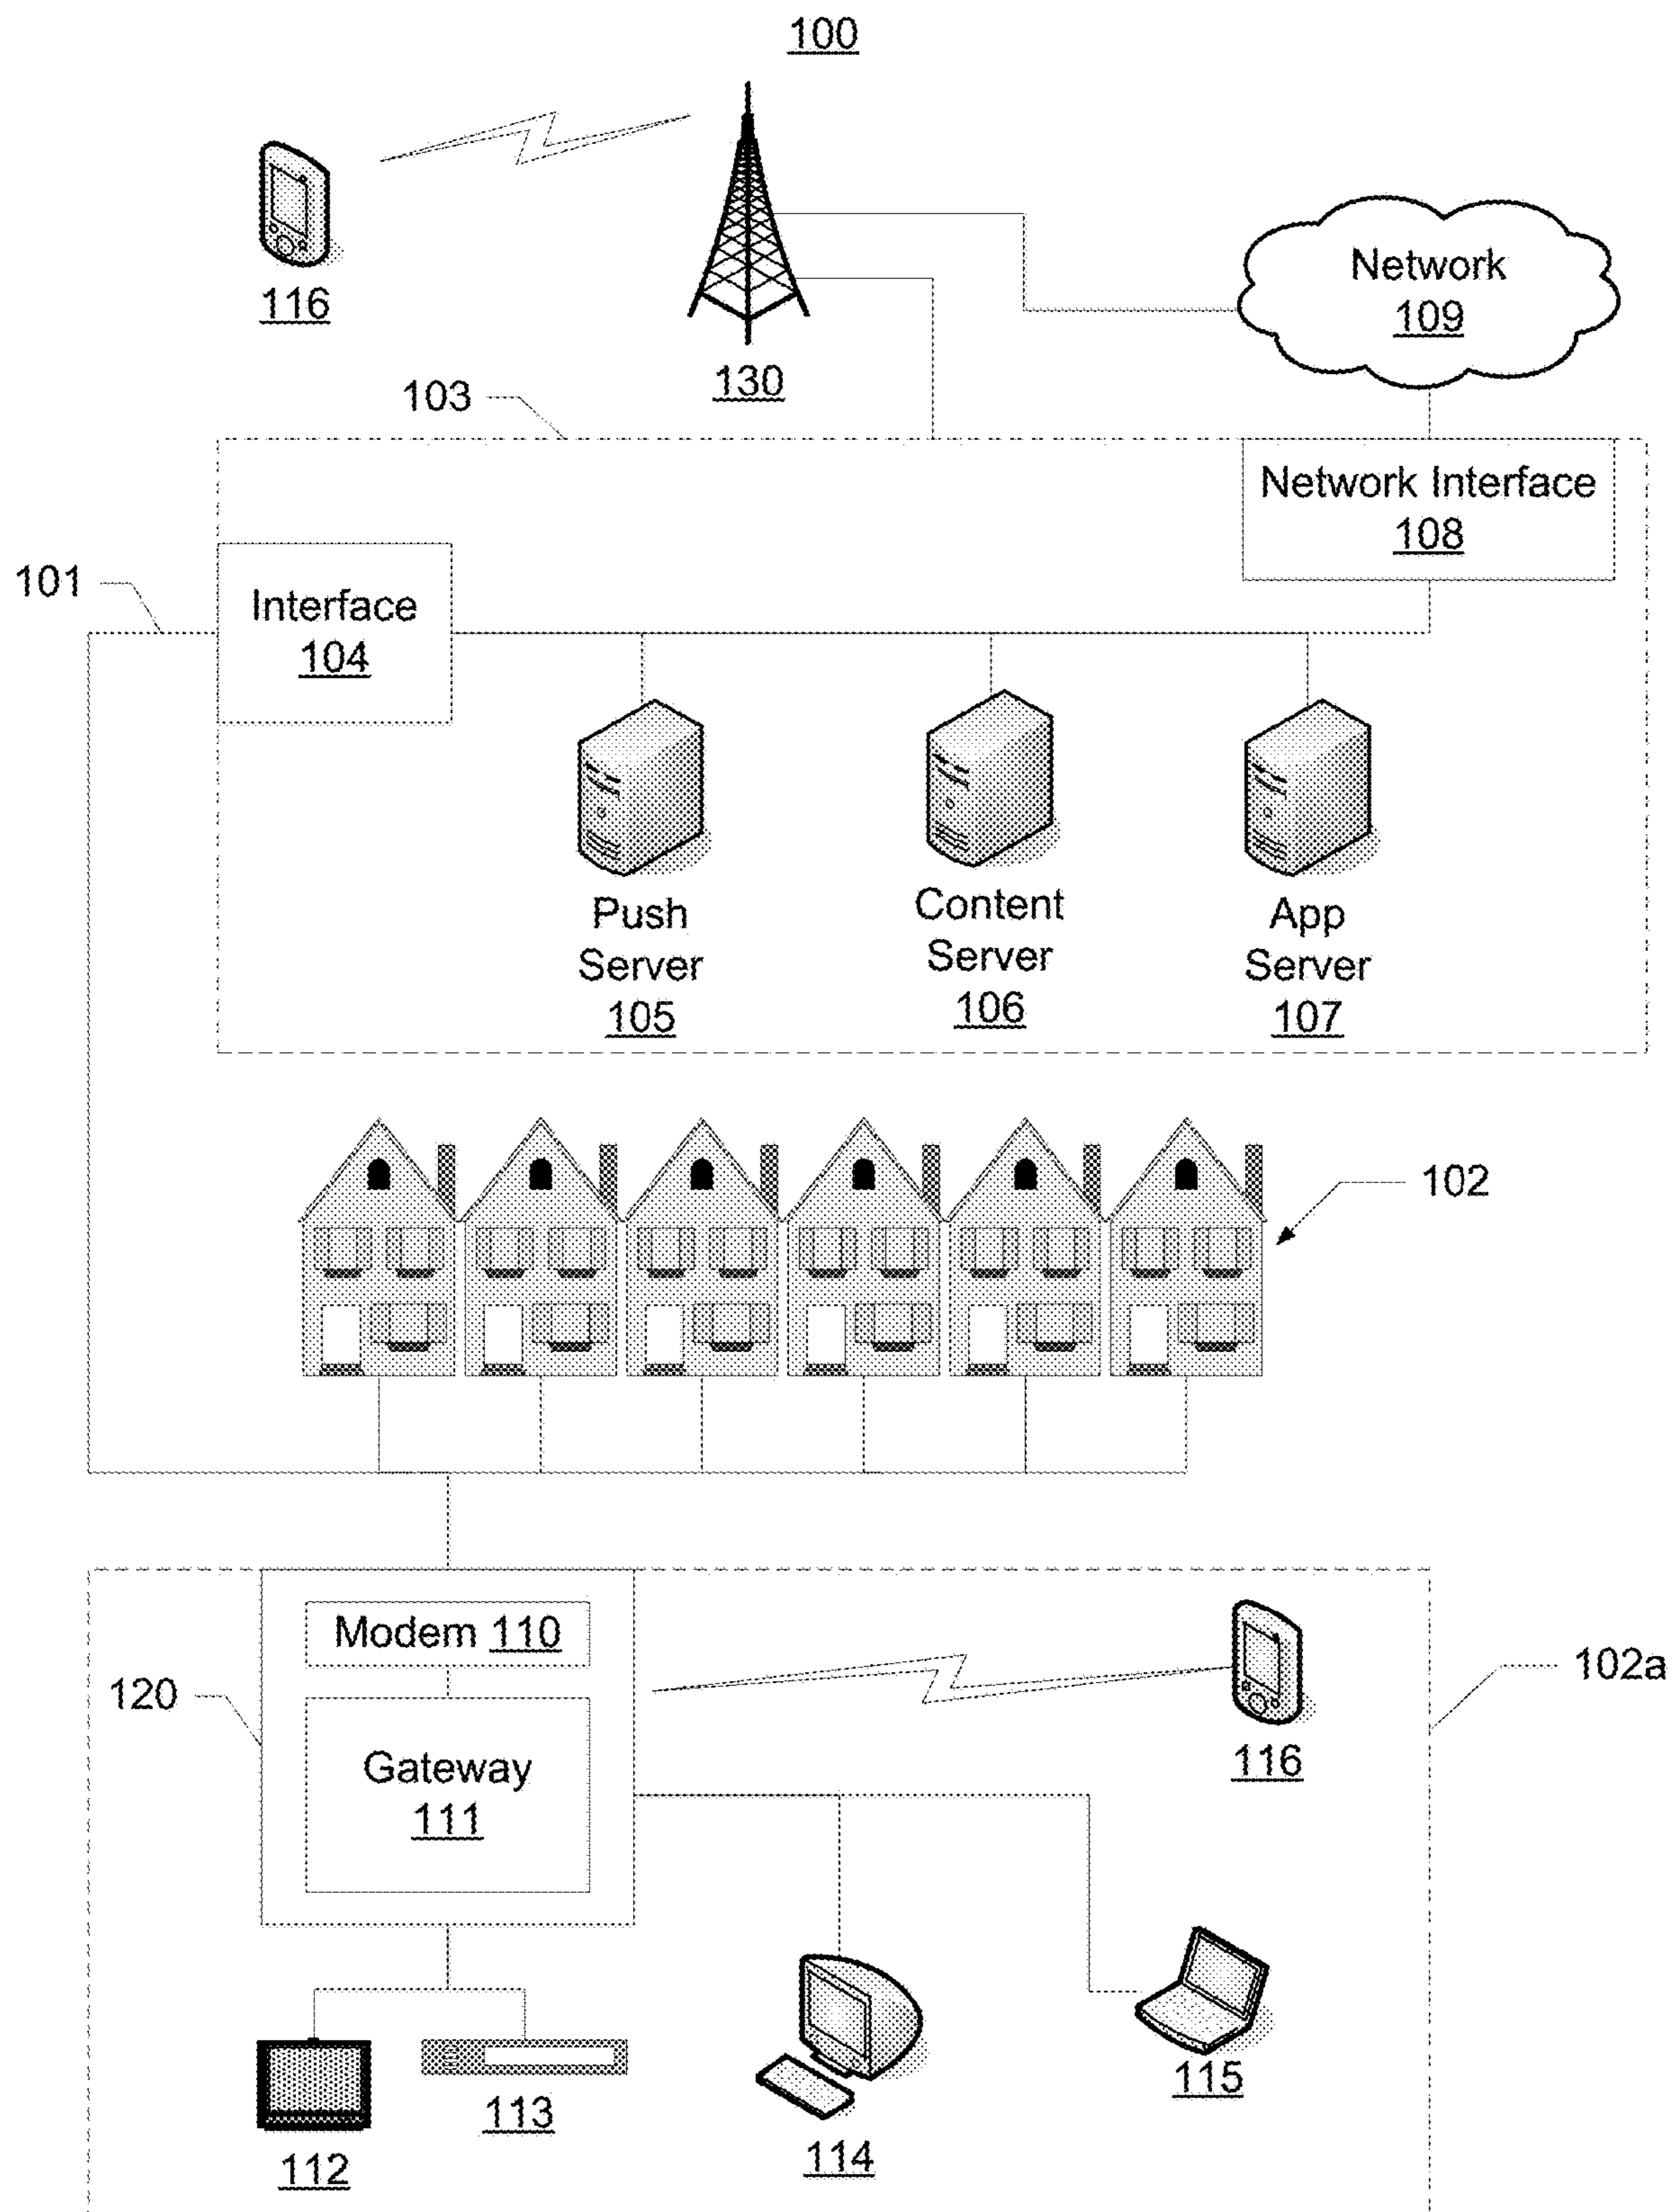 100
116
130
Network
109
103
Network Interface
108
101
Interface
104
Push
Server
105
Content
Server
106
App
Server
107
102
Modem 110
120
102a
Gateway
111
116
112
113
114
115